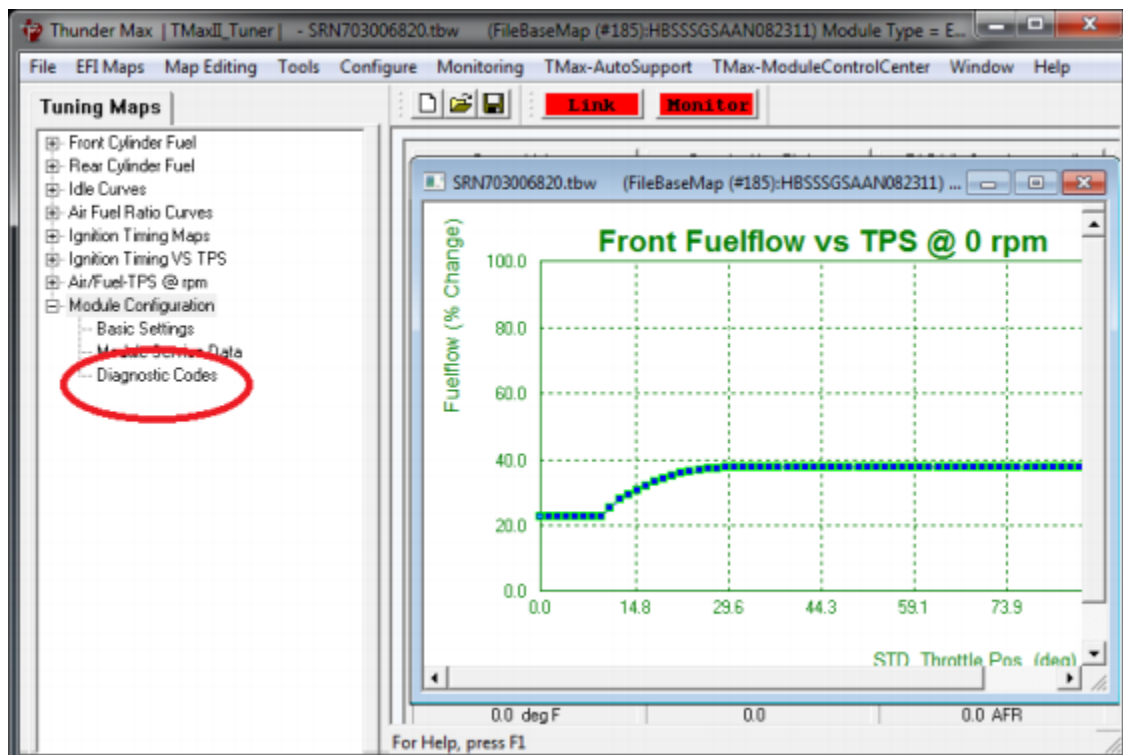 Thunder Max | TMaxII_Tuner | - SRN703006820.tbw (FileBaseMap (#185):HBSSSGSAAN082311) Module Type = E...
File EFI Maps Map Editing Tools Configure Monitoring TMax-AutoSupport TMax-ModuleControlCenter Window Help
Tuning Maps
Link Monitor
Front Cylinder Fuel
Rear Cylinder Fuel
Idle Curves
Air Fuel Ratio Curves
Ignition Timing Maps
Ignition Timing VS TPS
Air/Fuel-TPS @ rpm
Module Configuration
Basic Settings
Module Service Data
Diagnostic Codes
SRN703006820.tbw (FileBaseMap (#185):HBSSSGSAAN082311) ...
Front Fuelflow vs TPS @ 0 rpm
Fuelflow (% Change)
100.0
80.0
60.0
40.0
20.0
0.0
0.0 14.8 29.6 44.3 59.1 73.9
STD Throttle Pos (deg)
0.0 deg F 0.0 0.0 AFR
For Help, press F1